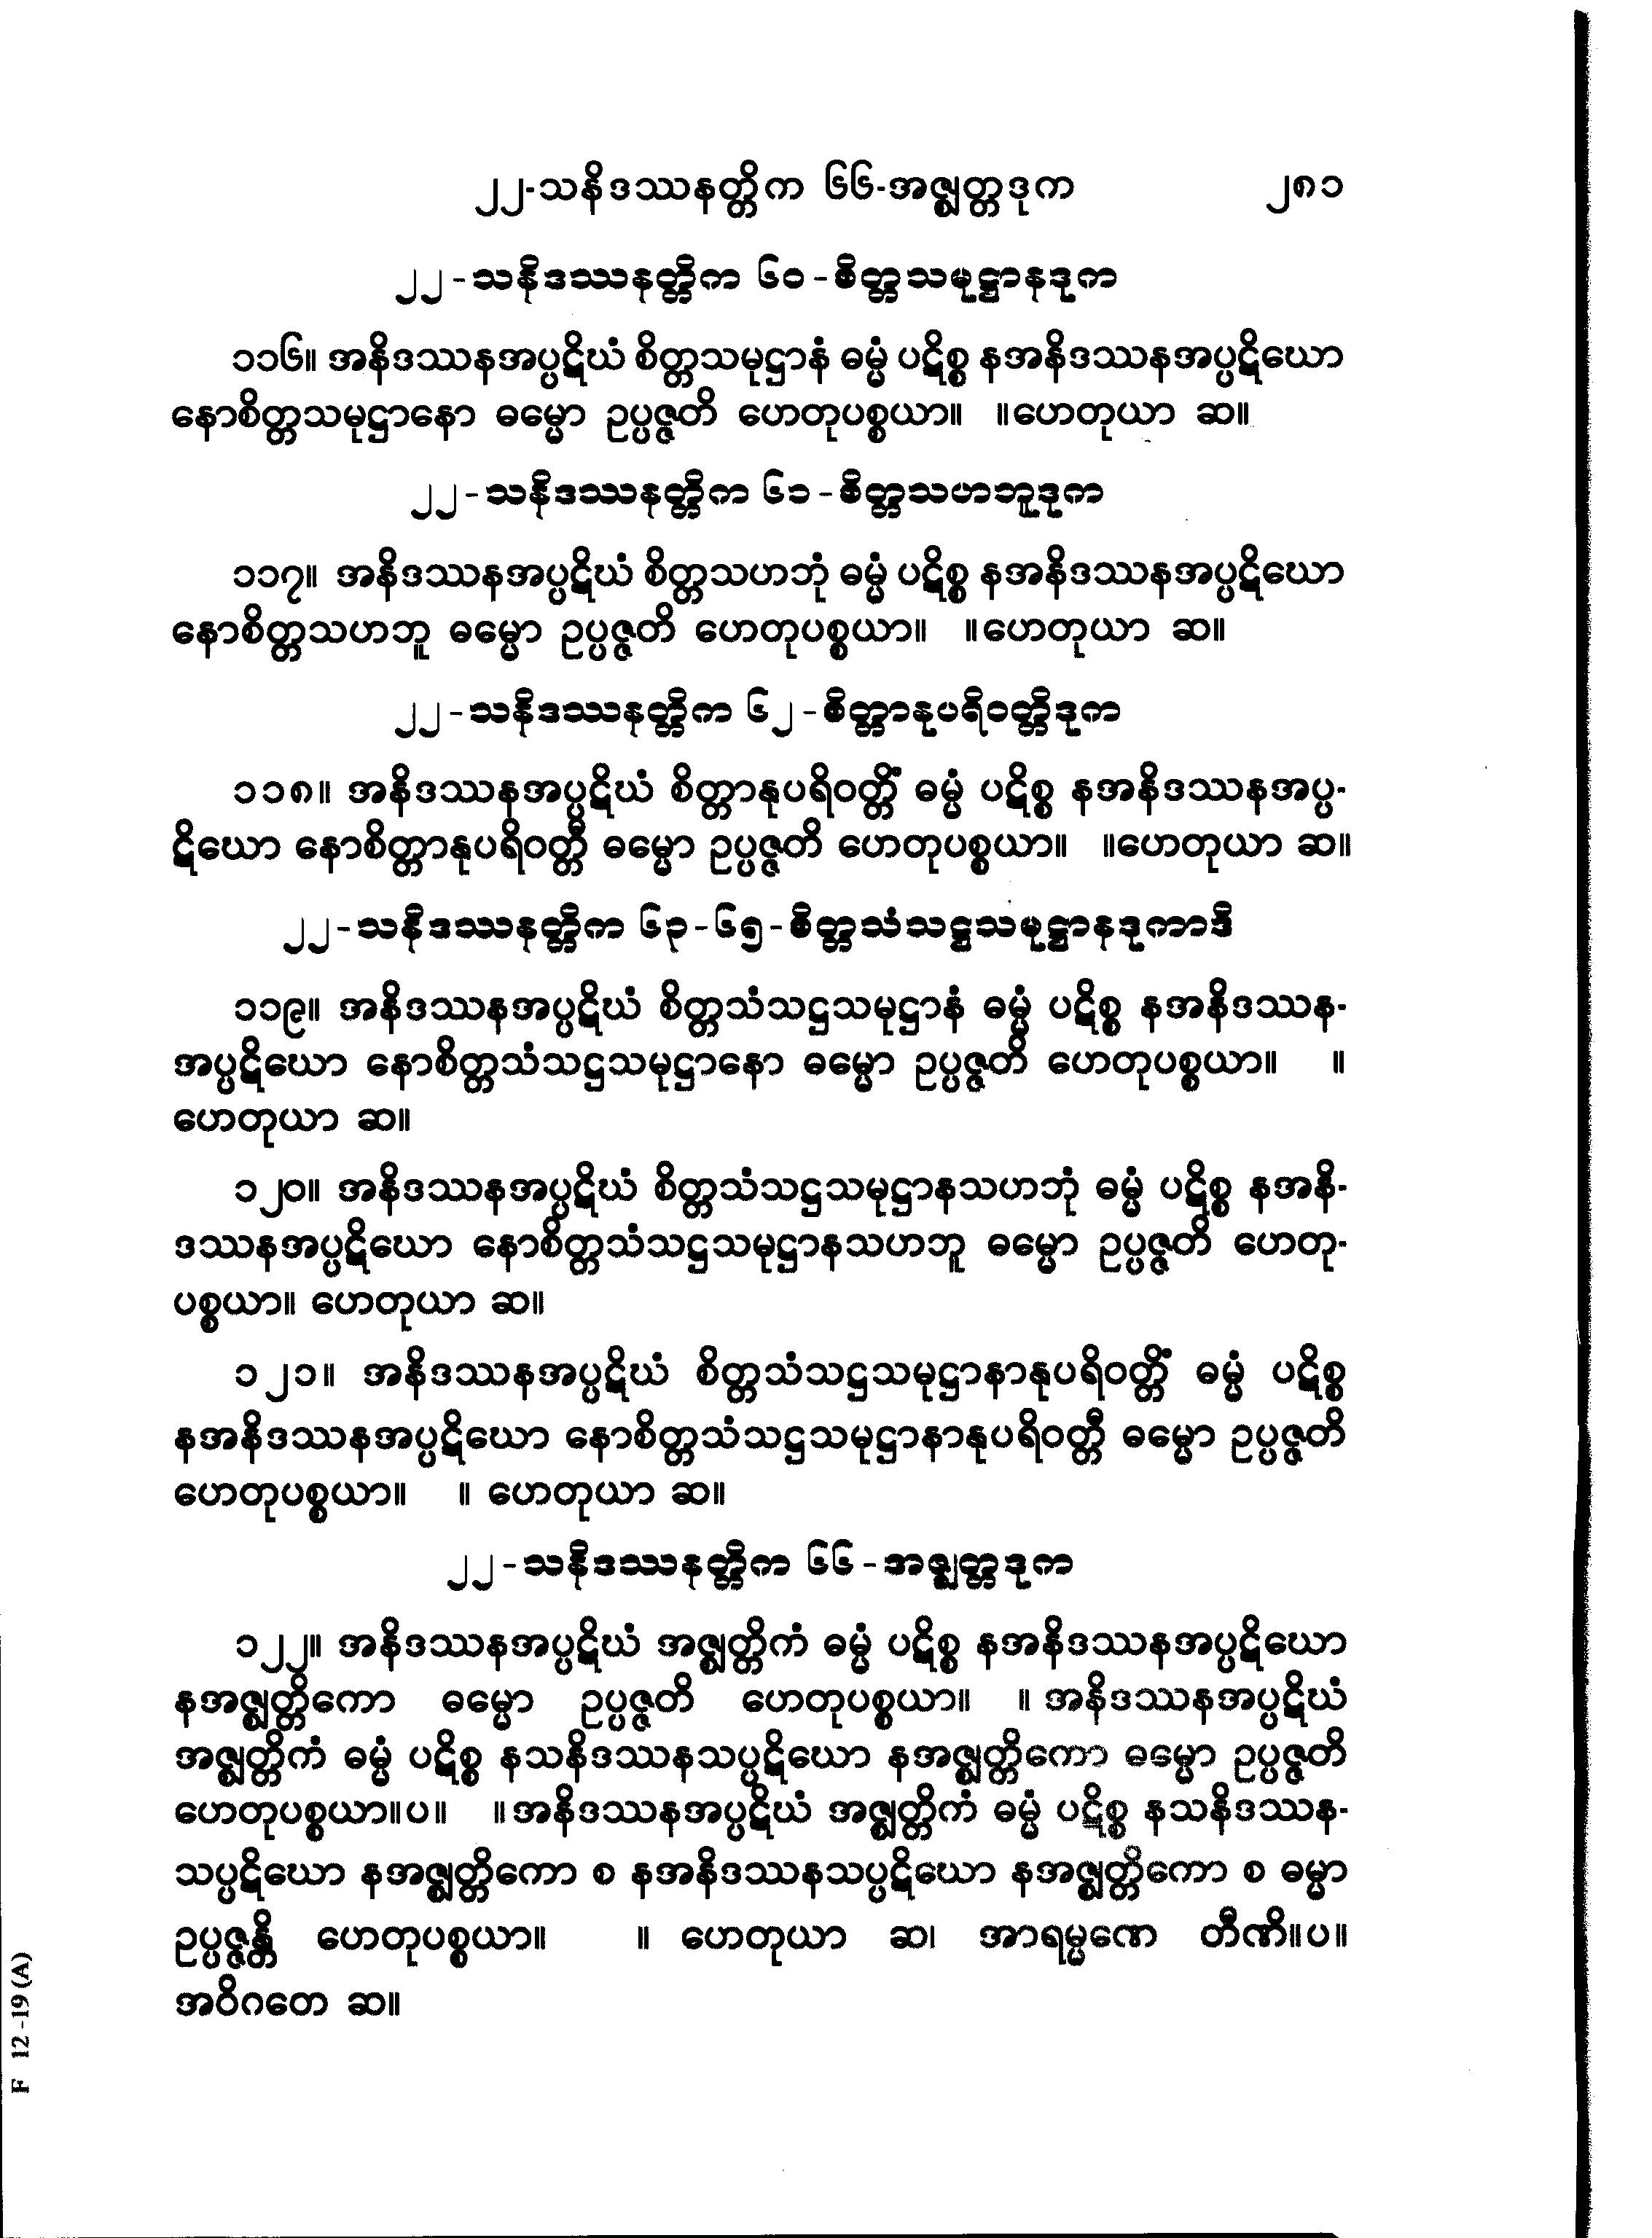 ၂၂-သနိဒဿနတ္တိက ၆၆-အဇ္ဈတ္တဒုက ၂၈၁
၂၂-သနိဒဿနတ္တိက ၆၀-စိတ္တသမုဋ္ဌာနဒုက
၁၁၆။ အနိဒဿနအပ္ပဋိဃံ စိတ္တသမုဋ္ဌာနံ ဓမ္မံ ပဋိစ္စ နအနိဒဿနအပ္ပဋိဃော
နောစိတ္တသမုဋ္ဌာနော ဓမ္မော ဥပ္ပဇ္ဇတိ ဟေတုပစ္စယာ။ ။ဟေတုယာ ဆ။
၂၂-သနိဒဿနတ္တိက ၆၁-စိတ္တသဟဘူဒုက
၁၁၇။ အနိဒဿနအပ္ပဋိဃံ စိတ္တသဟဘုံ ဓမ္မံ ပဋိစ္စ နအနိဒဿနအပ္ပဋိဃော
နောစိတ္တသဟဘူ ဓမ္မော ဥပ္ပဇ္ဇတိ ဟေတုပစ္စယာ။ ။ဟေတုယာ ဆ။
၂၂-သနိဒဿနတ္တိက ၆၂-စိတ္တာနုပရိဝတ္တိဒုက
၁၁၈။ အနိဒဿနအပ္ပဋိဃံ စိတ္တာနုပရိဝတ္တိံ ဓမ္မံ ပဋိစ္စ နအနိဒဿနအပ္ပ-
ဋိဃော နောစိတ္တာနုပရိဝတ္တီ ဓမ္မော ဥပ္ပဇ္ဇတိ ဟေတုပစ္စယာ။ ။ဟေတုယာ ဆ။
၂၂-သနိဒဿနတ္တိက ၆၃-၆၅-စိတ္တသံသဋ္ဌသမုဋ္ဌာနဒုကာဒိ
၁၁၉။ အနိဒဿနအပ္ပဋိဃံ စိတ္တသံသဋ္ဌသမုဋ္ဌာနံ ဓမ္မံ ပဋိစ္စ နအနိဒဿန-
အပ္ပဋိဃော နောစိတ္တသံသဋ္ဌသမုဋ္ဌာနော ဓမ္မော ဥပ္ပဇ္ဇတိ ဟေတုပစ္စယာ။ ။
ဟေတုယာ ဆ။
၁၂၀။ အနိဒဿနအပ္ပဋိဃံ စိတ္တသံသဋ္ဌသမုဋ္ဌာနသဟဘုံ ဓမ္မံ ပဋိစ္စ နအနိ-
ဒဿနအပ္ပဋိဃော နောစိတ္တသံသဋ္ဌသမုဋ္ဌာနသဟဘူ ဓမ္မော ဥပ္ပဇ္ဇတိ ဟေတု-
ပစ္စယာ။ ဟေတုယာ ဆ။
၁၂၁။ အနိဒဿနအပ္ပဋိဃံ စိတ္တသံသဋ္ဌသမုဋ္ဌာနာနုပရိဝတ္တိံ ဓမ္မံ ပဋိစ္စ
နအနိဒဿနအပ္ပဋိဃော နောစိတ္တသံသဋ္ဌသမုဋ္ဌာနာနုပရိဝတ္တီ ဓမ္မော ဥပ္ပဇ္ဇတိ
ဟေတုပစ္စယာ။ ။ ဟေတုယာ ဆ။
၂၂-သနိဒဿနတ္တိက ၆၆-အဇ္ဈတ္တဒုက
၁၂၂။ အနိဒဿနအပ္ပဋိဃံ အဇ္ဈတ္တိကံ ဓမ္မံ ပဋိစ္စ နအနိဒဿနအပ္ပဋိဃော
နအဇ္ဈတ္တိကော ဓမ္မော ဥပ္ပဇ္ဇတိ ဟေတုပစ္စယာ။ ။ အနိဒဿနအပ္ပဋိဃံ
အဇ္ဈတ္တိကံ ဓမ္မံ ပဋိစ္စ နသနိဒဿနသပ္ပဋိဃော နအဇ္ဈတ္တိကော ဓမ္မော ဥပ္ပဇ္ဇတိ
ဟေတုပစ္စယာ။ပ။ ။အနိဒဿနအပ္ပဋိဃံ အဇ္ဈတ္တိကံ ဓမ္မံ ပဋိစ္စ နသနိဒဿန-
သပ္ပဋိဃော နအဇ္ဈတ္တိကော စ နအနိဒဿနသပ္ပဋိဃော နအဇ္ဈတ္တိကော စ ဓမ္မာ
ဥပ္ပဇ္ဇန္တိ ဟေတုပစ္စယာ။ ။ ဟေတုယာ ဆ၊ အာရမ္မဏေ တီဏိ။ပ။
အဝိဂတေ ဆ။
F 12-19(A)